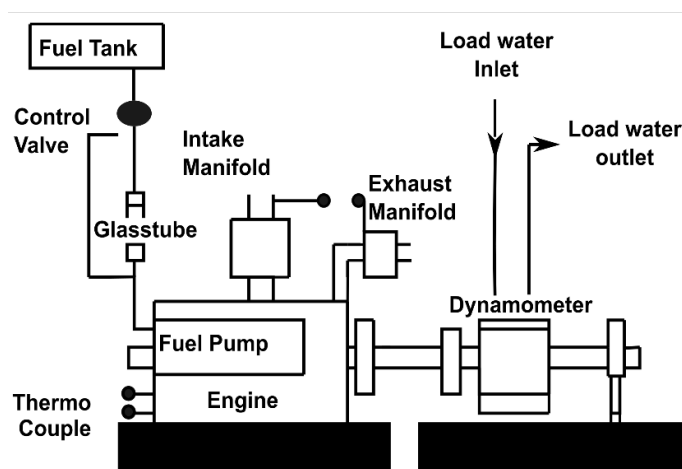 Fuel Tank
Load water
Inlet
Control
Valve
Intake
Manifold
Load water
outlet
Exhaust
Manifold
Glasstube
Dynamometer
Fuel Pump
Engine
Thermo
Couple